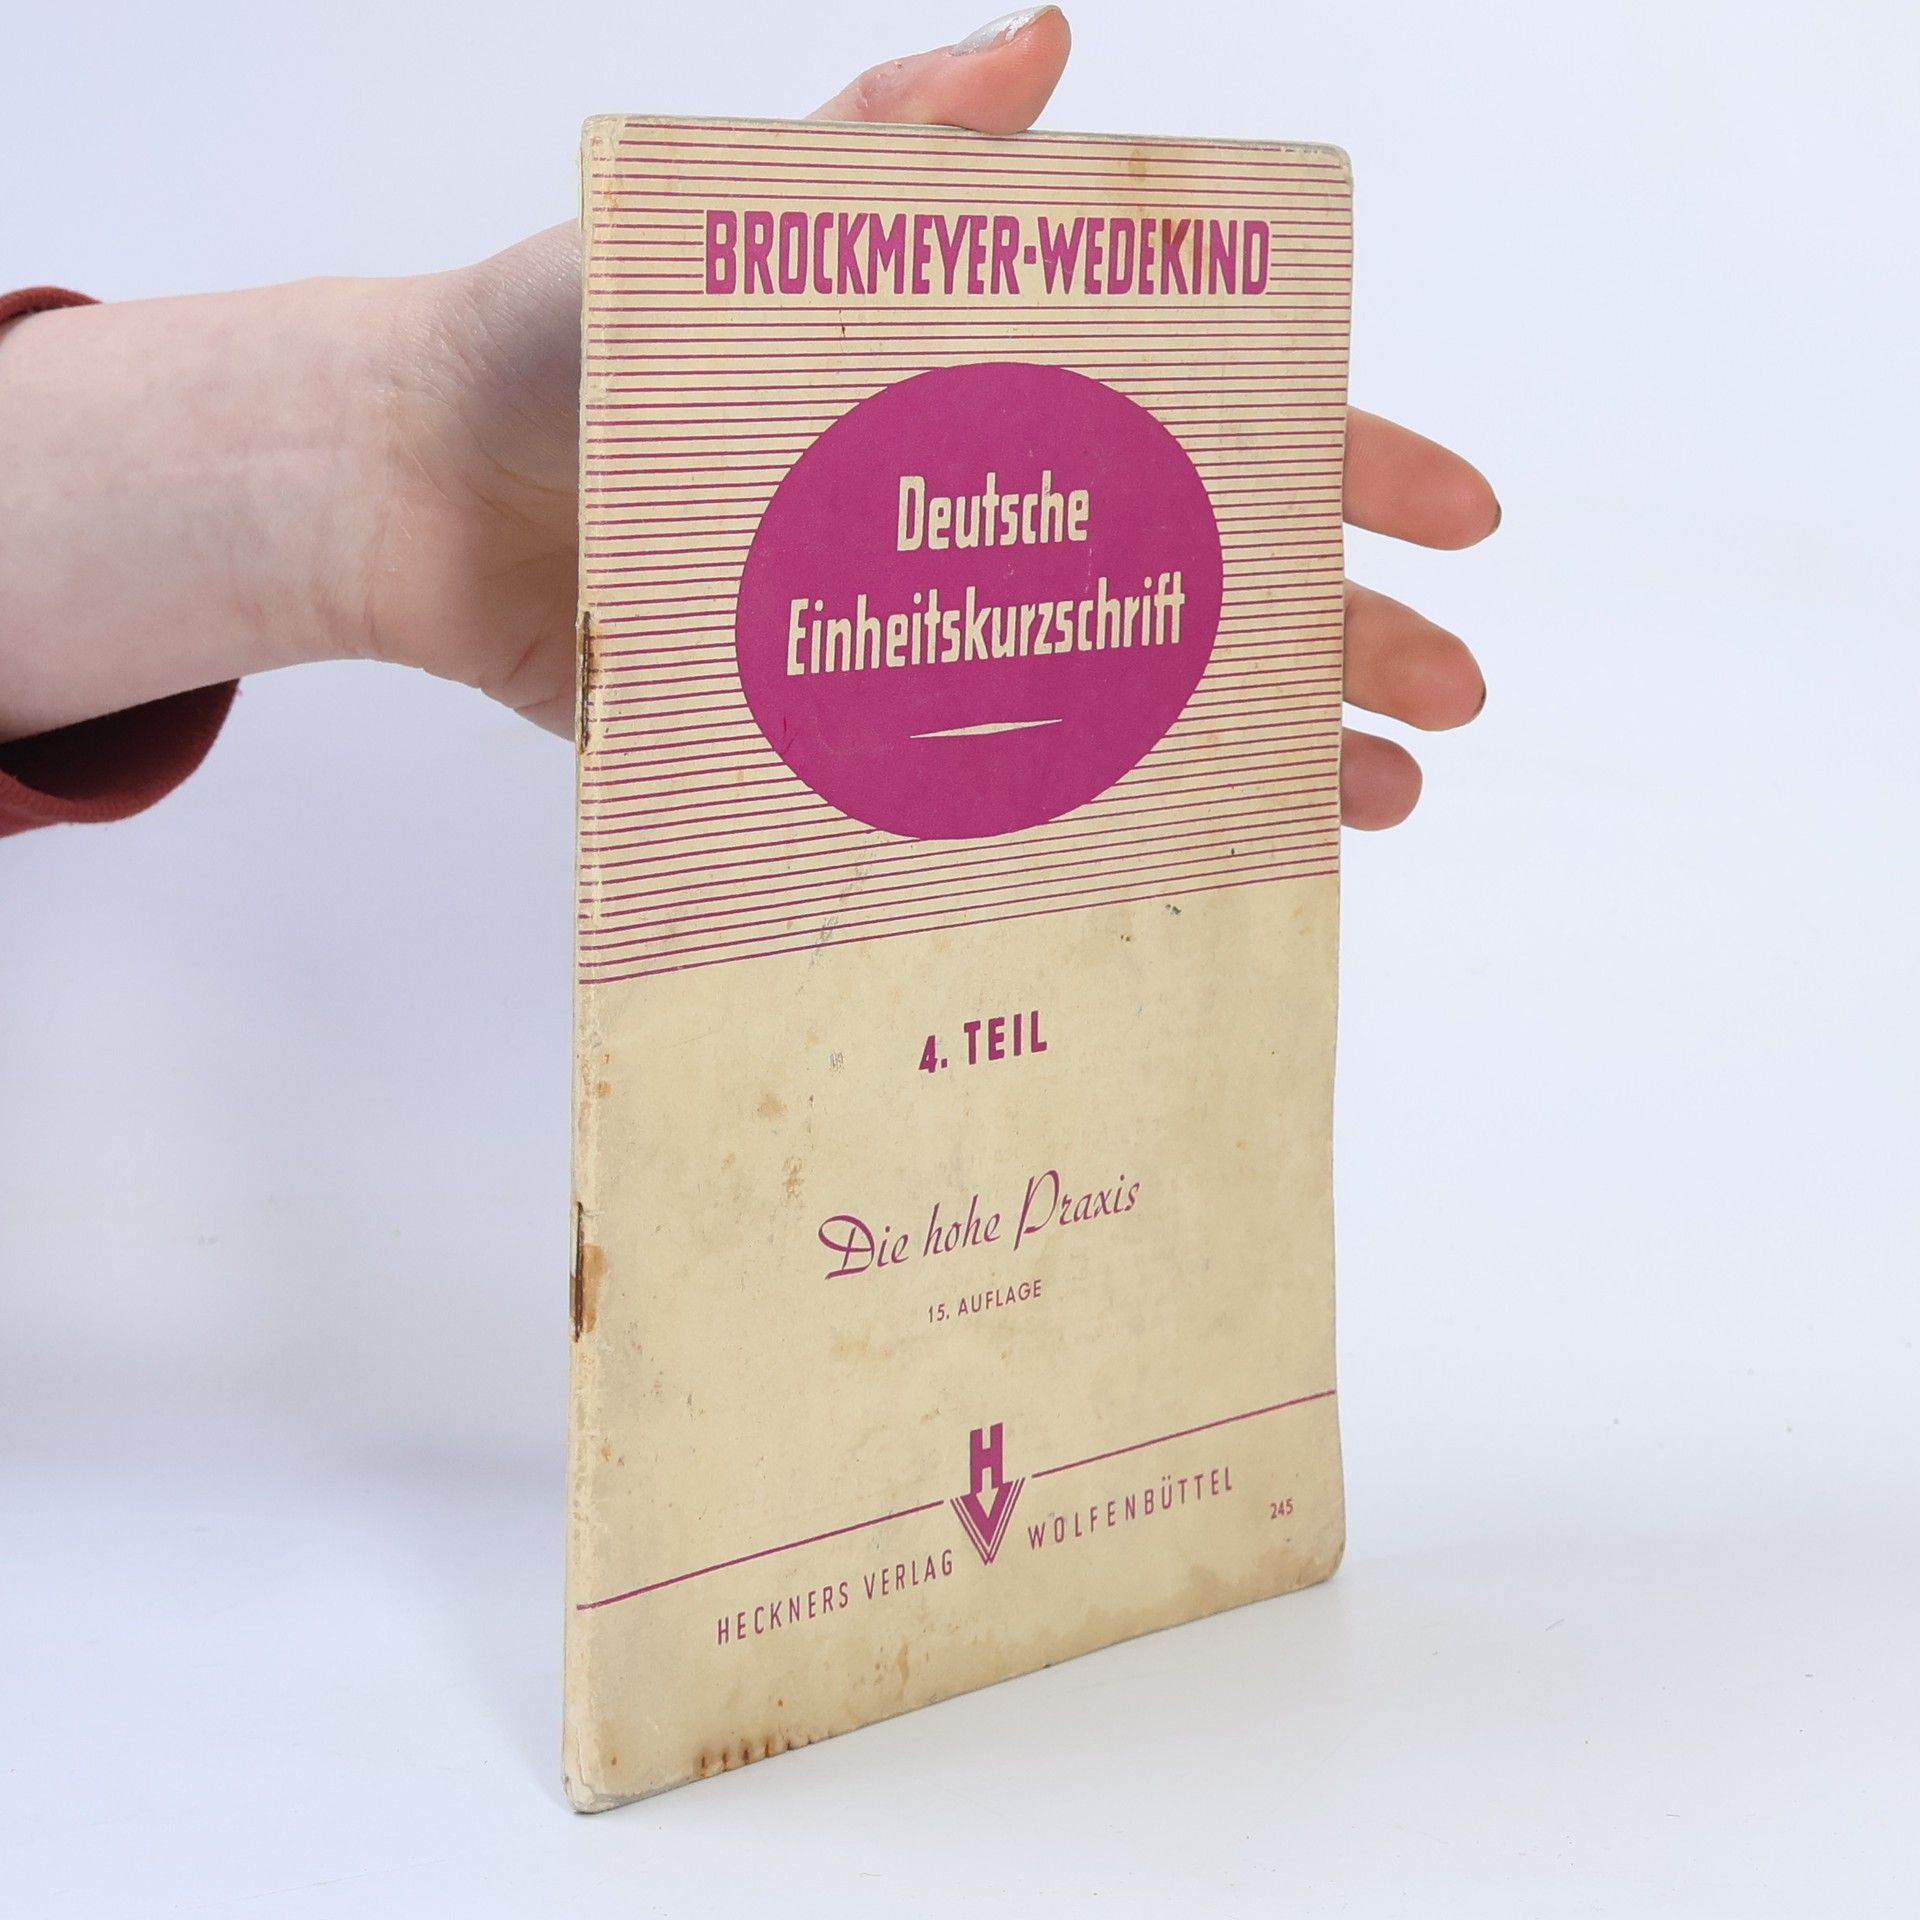 BROCKMEYER-WEDEKIND
Deutsche
Einheitskurzschrift
4. TEIL
Die hohe Praxis
15. AUFLAGE
H
HECKNERS VERLAG WOLFENBÜTTEL
245